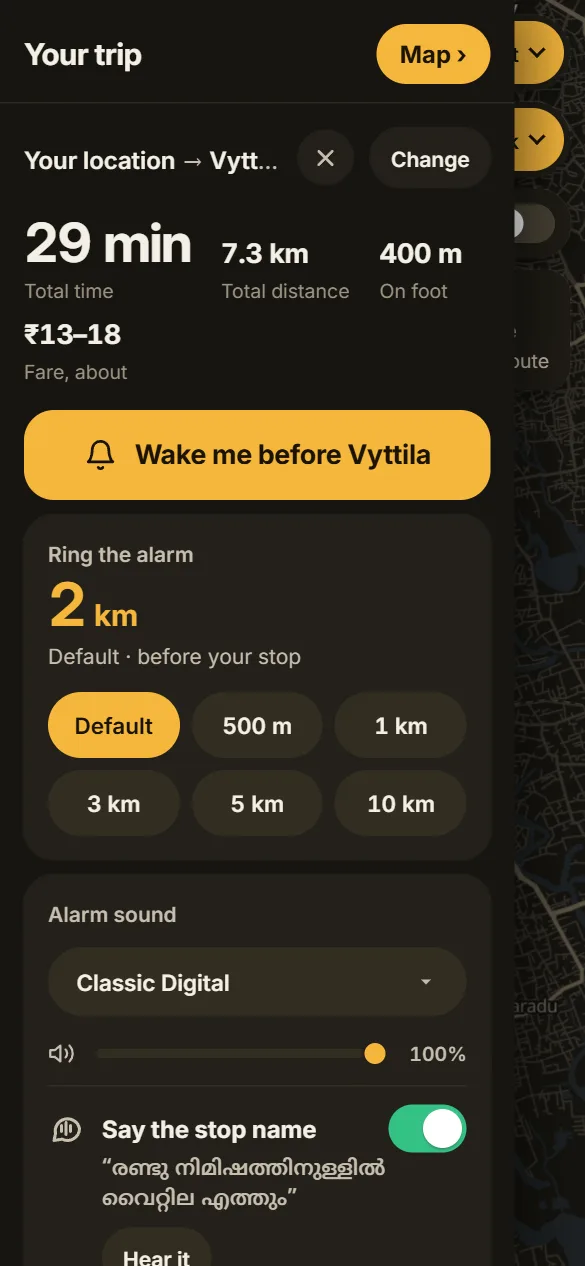 Your trip
Map ›
Your location → Vytt...
Change
29 min
7.3 km
400 m
Total time
Total distance
On foot
₹13–18
Fare, about
Wake me before Vyttila
Ring the alarm
2 km
Default · before your stop
Default
500 m
1 km
3 km
5 km
10 km
Alarm sound
Classic Digital
100%
Say the stop name
“രണ്ടു നിമിഷത്തിനുള്ളിൽ
വൈറ്റില എത്തും”
Hear it
oute
aradu